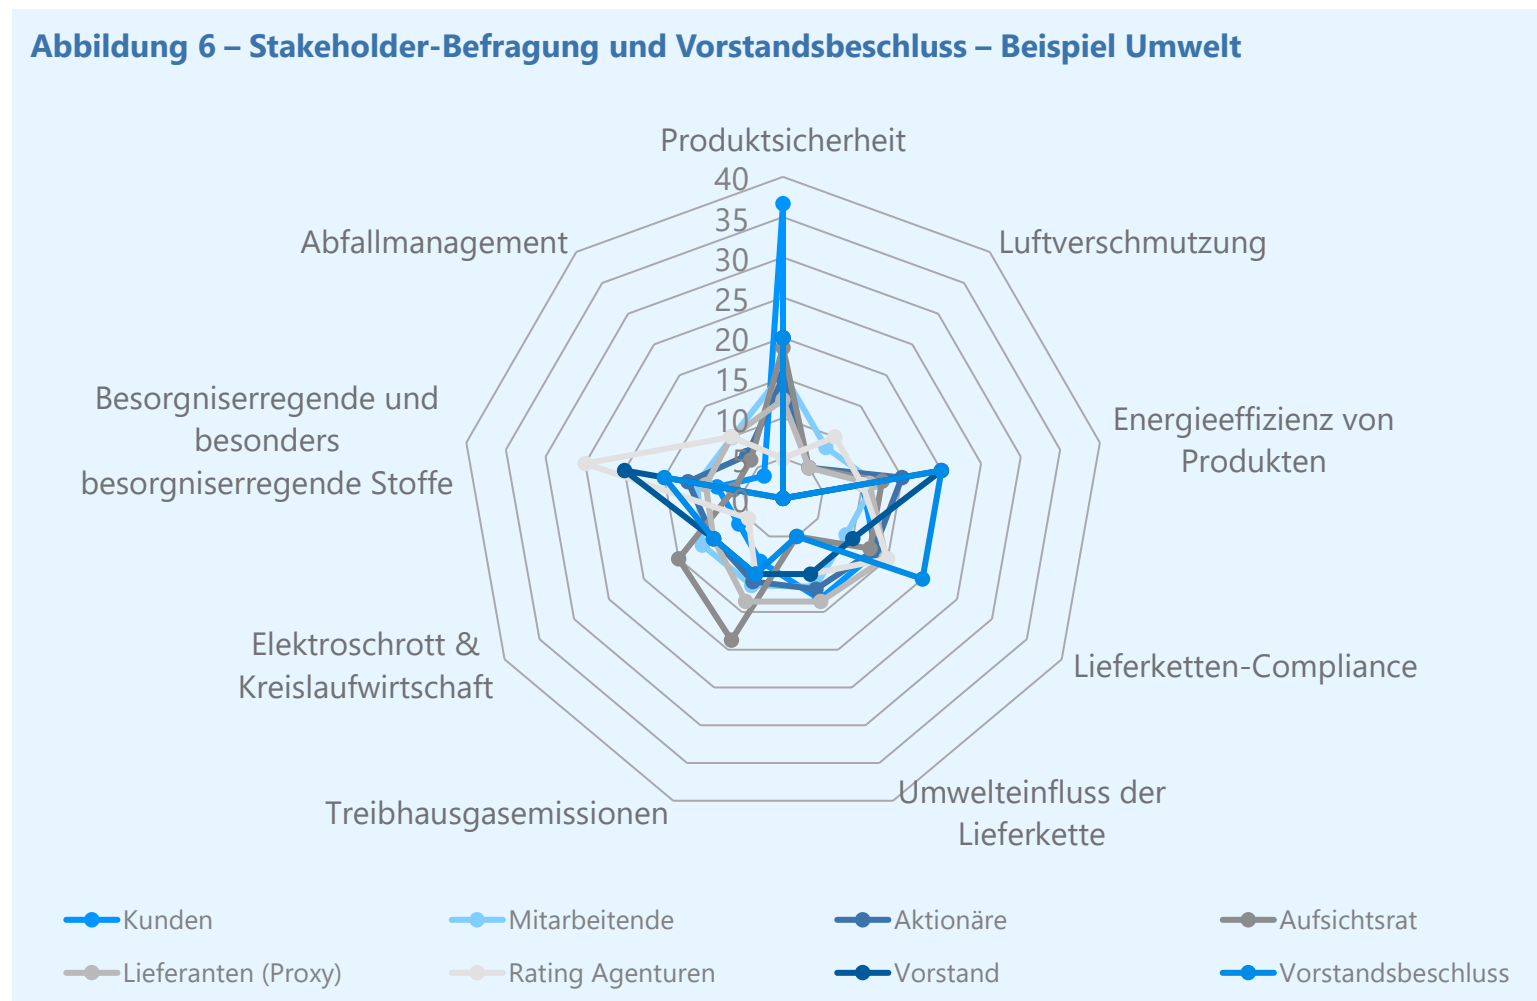 Abbildung 6 – Stakeholder-Befragung und Vorstandsbeschluss – Beispiel Umwelt
Produktsicherheit
40
35
30
25
20
15
10
5
0
Luftverschmutzung
Energieeffizienz von
Produkten
Lieferketten-Compliance
Umwelteinfluss der
Lieferkette
Treibhausgasemissionen
Elektroschrott &
Kreislaufwirtschaft
Besorgniserregende und
besonders
besorgniserregende Stoffe
Abfallmanagement
Kunden
Mitarbeitende
Aktionäre
Aufsichtsrat
Lieferanten (Proxy)
Rating Agenturen
Vorstand
Vorstandsbeschluss